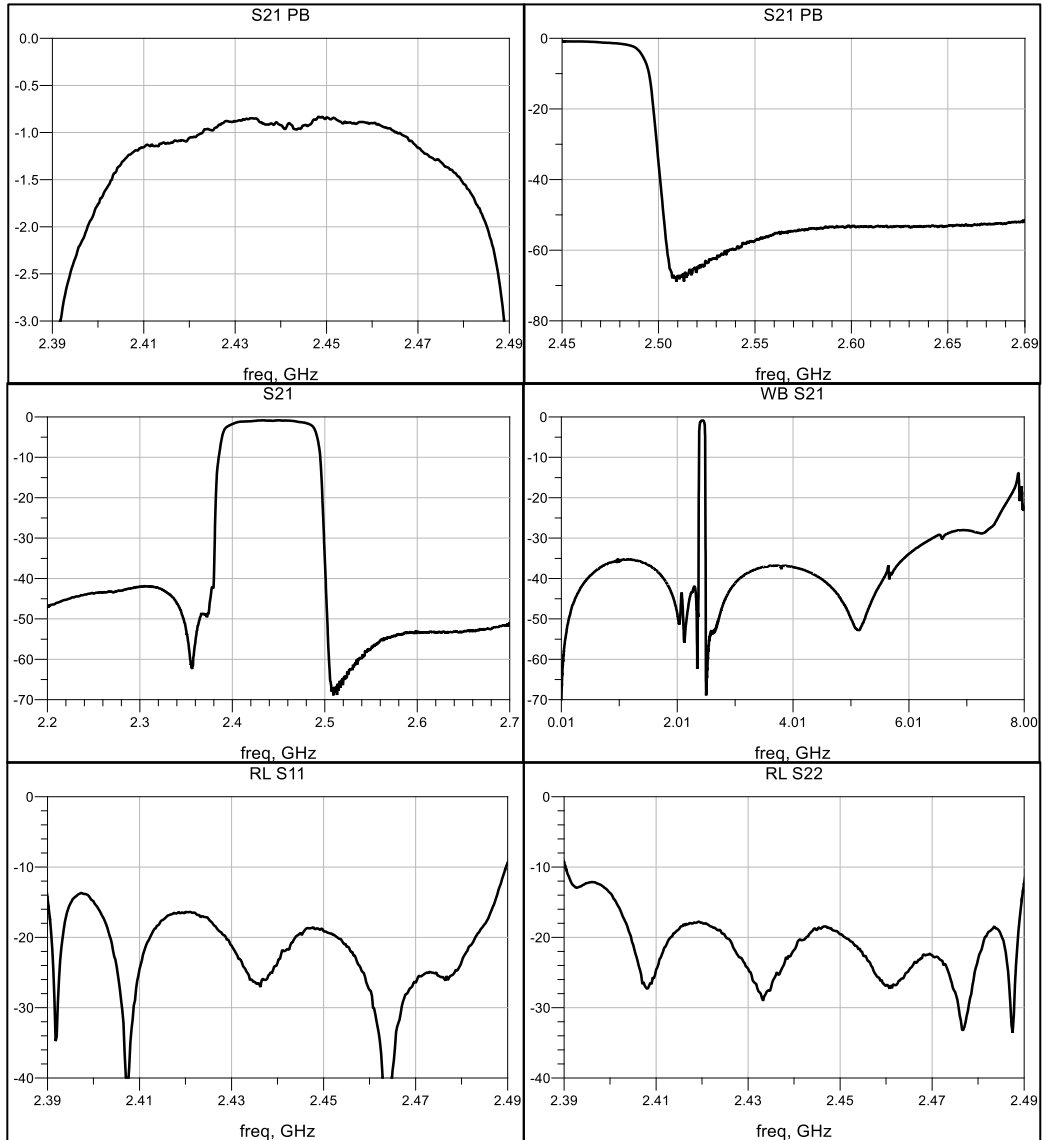 S21 PB
0.0
-0.5
-1.0
-1.5
-2.0
-2.5
-3.0
2.39 2.41 2.43 2.45 2.47 2.49
freq, GHz
S21 PB
0
-20
-40
-60
-80
2.45 2.50 2.55 2.60 2.65 2.69
freq, GHz
S21
0
-10
-20
-30
-40
-50
-60
-70
2.2 2.3 2.4 2.5 2.6 2.7
freq, GHz
WB S21
0
-10
-20
-30
-40
-50
-60
-70
0.01 2.01 4.01 6.01 8.00
freq, GHz
RL S11
0
-10
-20
-30
-40
2.39 2.41 2.43 2.45 2.47 2.49
freq, GHz
RL S22
0
-10
-20
-30
-40
2.39 2.41 2.43 2.45 2.47 2.49
freq, GHz